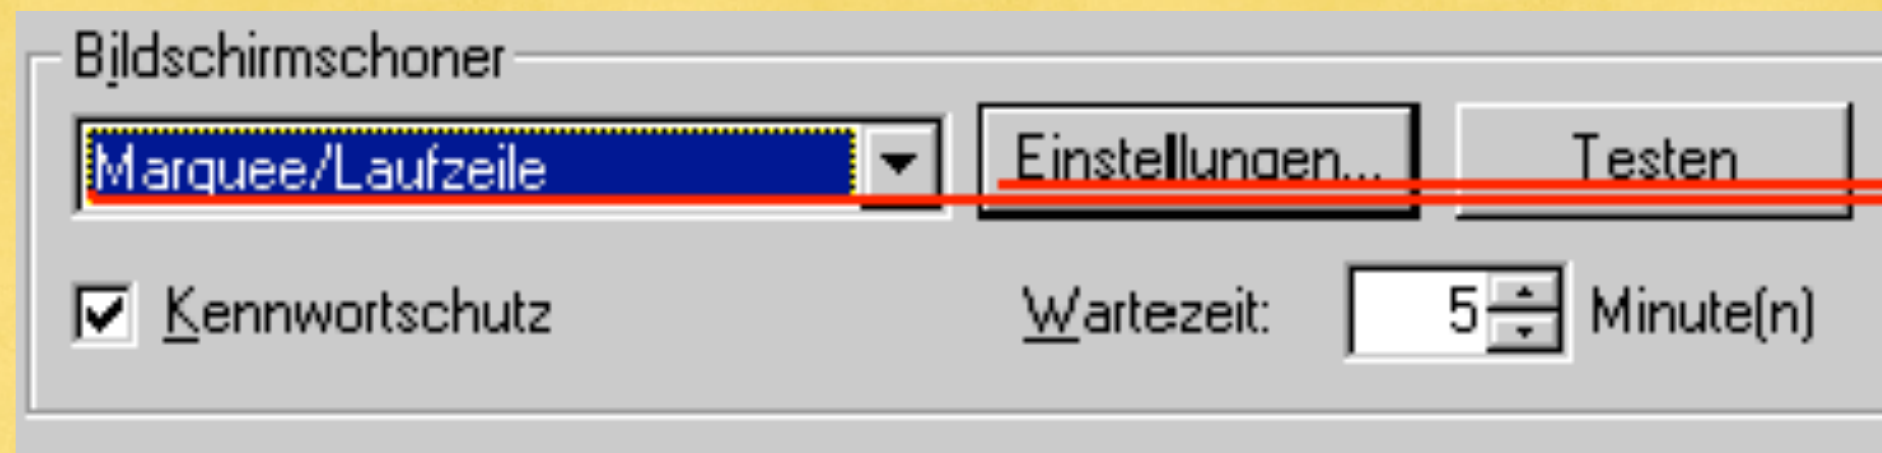 Bildschirmschoner
Marquee/Laufzeile Einstellungen... Testen
Kennwortschutz Wartezeit: 5 Minute(n)